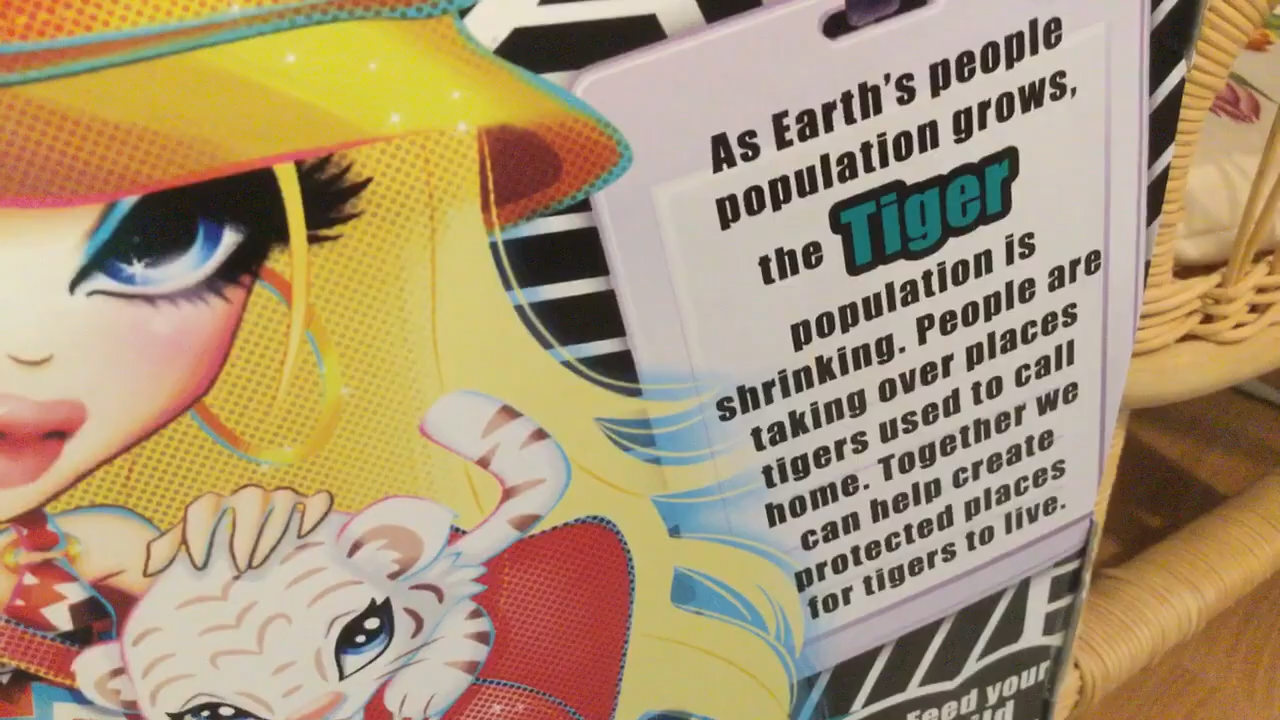 As Earth's people
population grows,
the Tiger
population is
shrinking. People are
taking over places
tigers used to call
home. Together we
can help create
protected places
for tigers to live.
Feed your